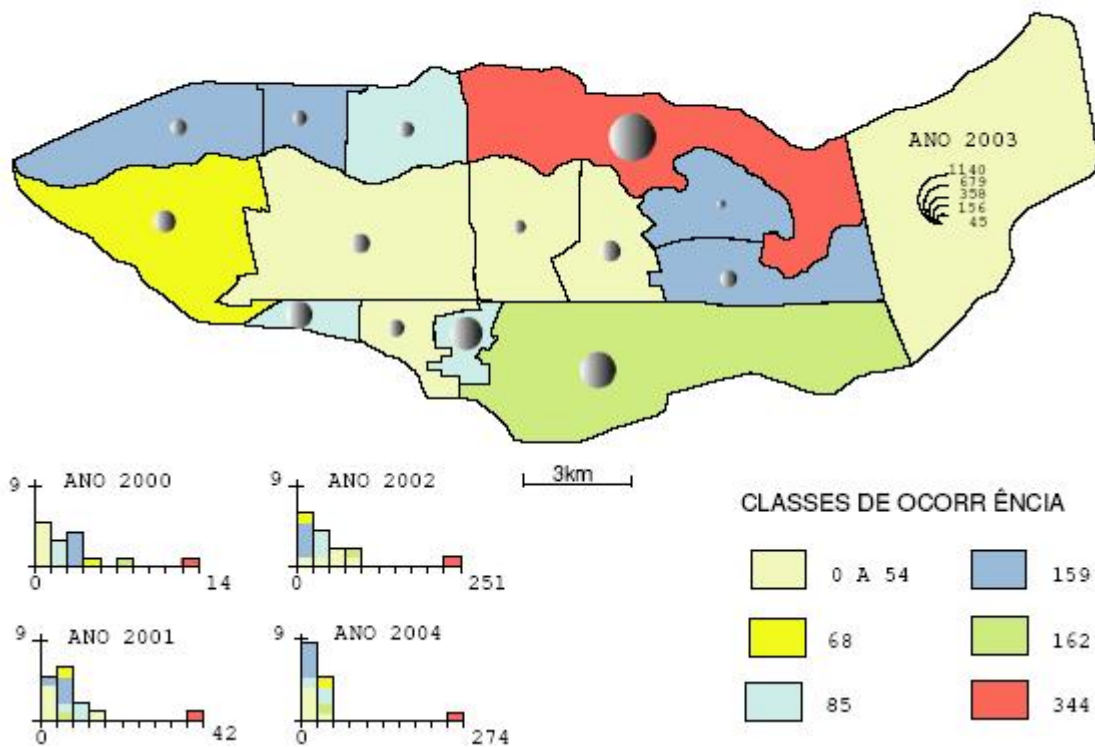 ANO 2003
1140
679
358
156
45
3km
9 ANO 2000
0 14
9 ANO 2002
0 251
9 ANO 2001
0 42
9 ANO 2004
0 274
CLASSES DE OCORR ÊNCIA
0 A 54
159
68
162
85
344